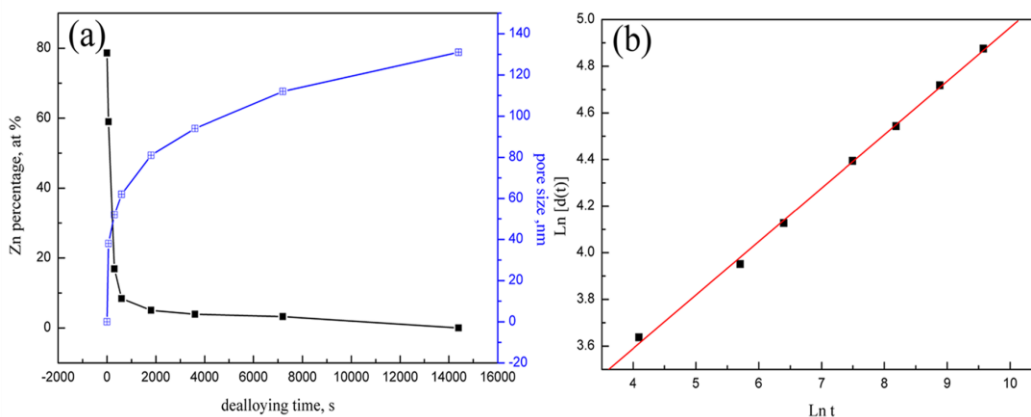 (a)
80
60
40
20
0
Zn percentage, at %
140
120
100
80
60
40
20
0
-20
pore size ,nm
-2000 0 2000 4000 6000 8000 10000 12000 14000 16000
dealloying time, s
(b)
5.0
4.8
4.6
4.4
4.2
4.0
3.8
3.6
Ln [d(t)]
4 5 6 7 8 9 10
Ln t